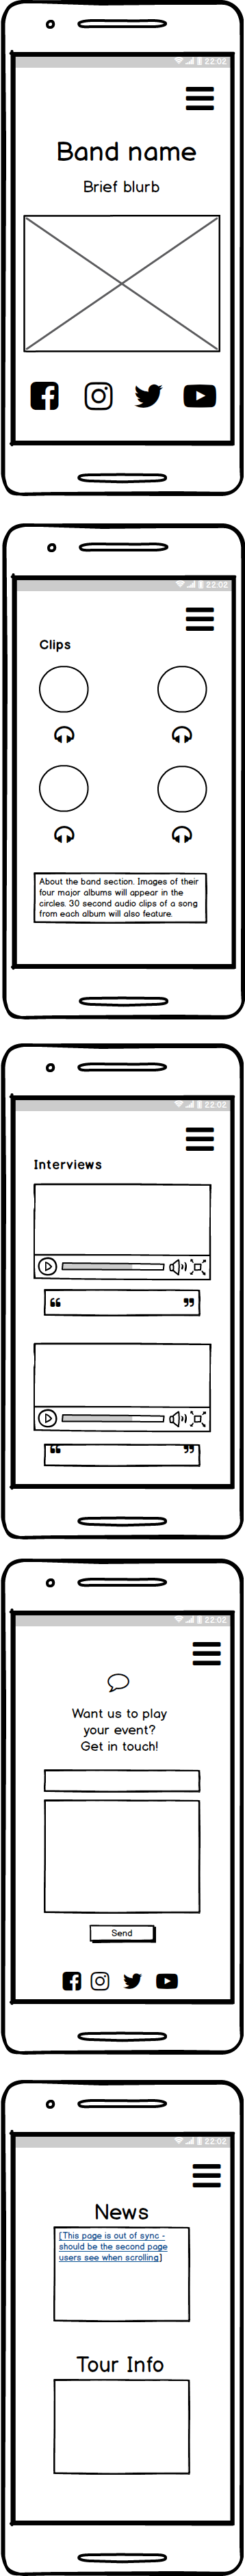 22:02
Band name
Brief blurb
22:02
Clips
About the band section. Images of their
four major albums will appear in the
circles. 30 second audio clips of a song
from each album will also feature.
22:02
Interviews
❝ ❞
❝ ❞
22:02
Want us to play
your event?
Get in touch!
Send
22:02
News
[This page is out of sync -
should be the second page
users see when scrolling]
Tour Info